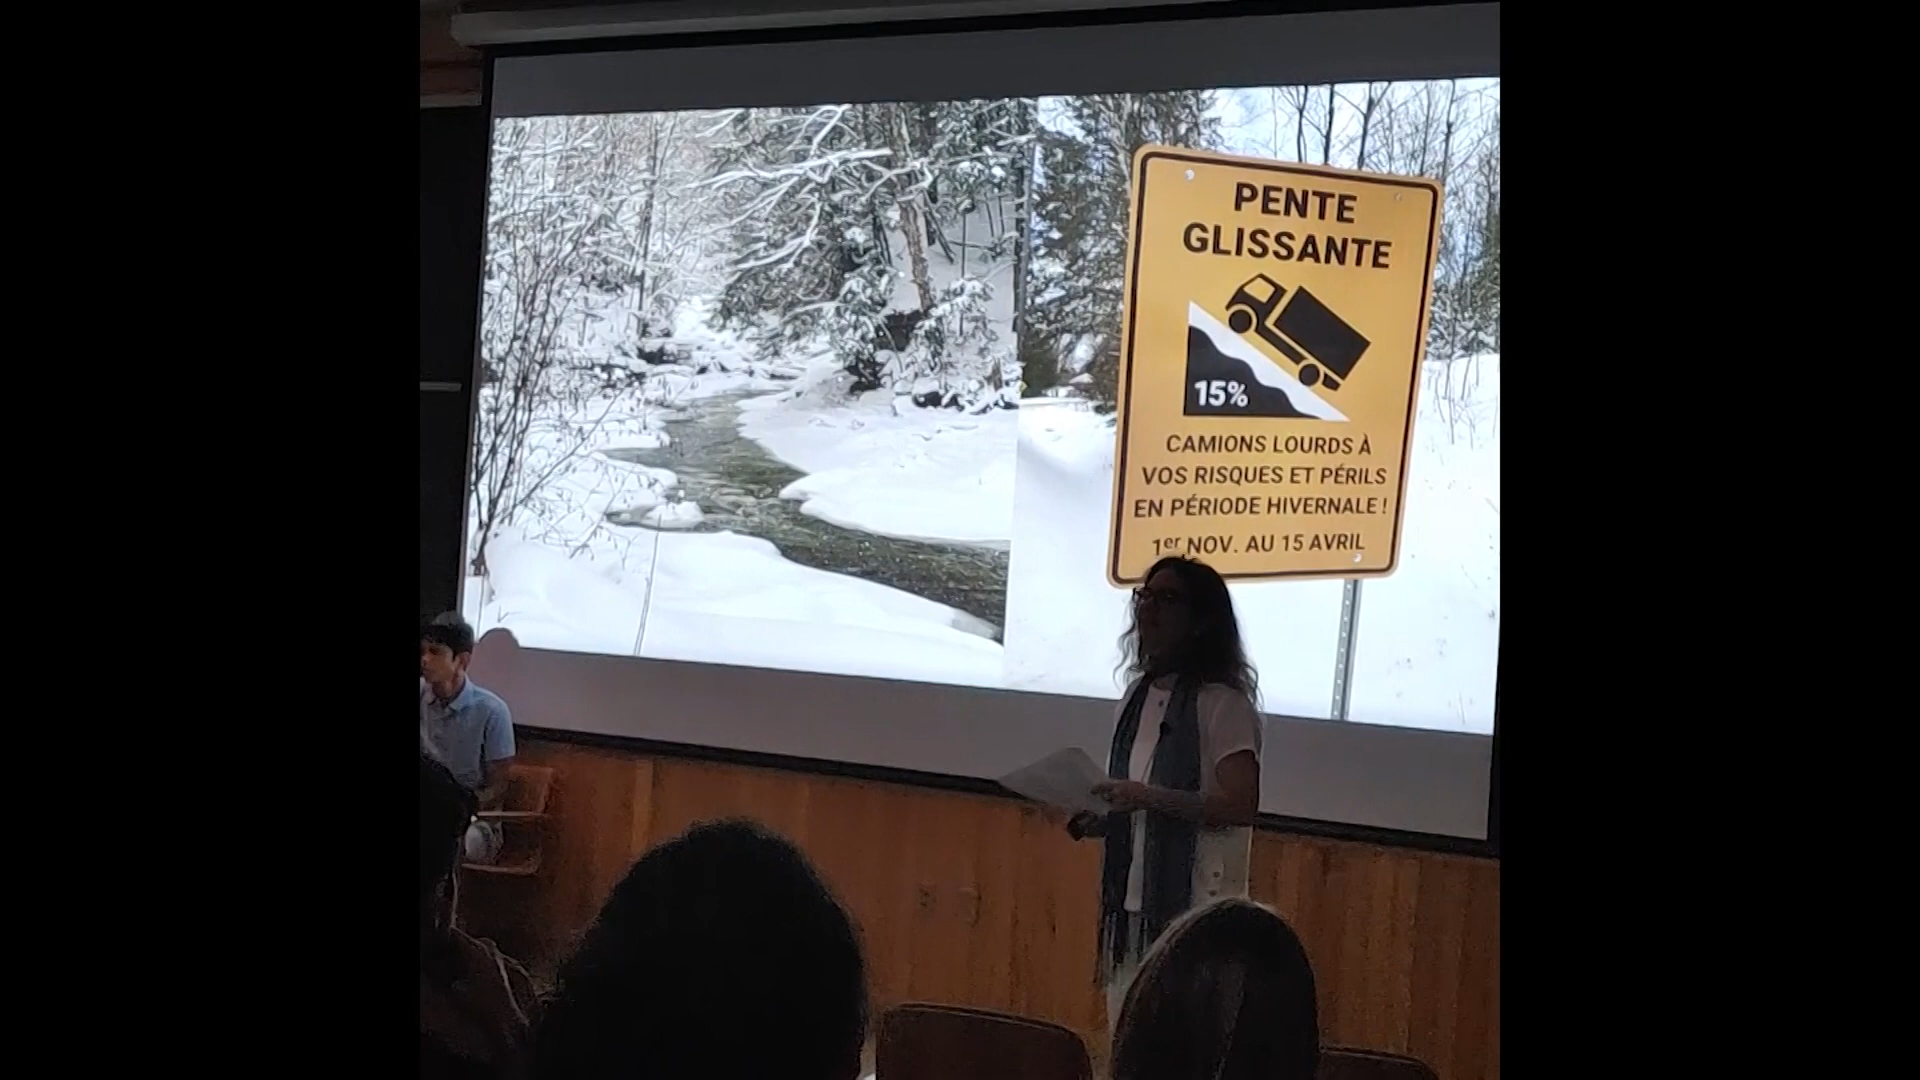 PENTE
GLISSANTE
15%
CAMIONS LOURDS À
VOS RISQUES ET PÉRILS
EN PÉRIODE HIVERNALE !
1er NOV. AU 15 AVRIL